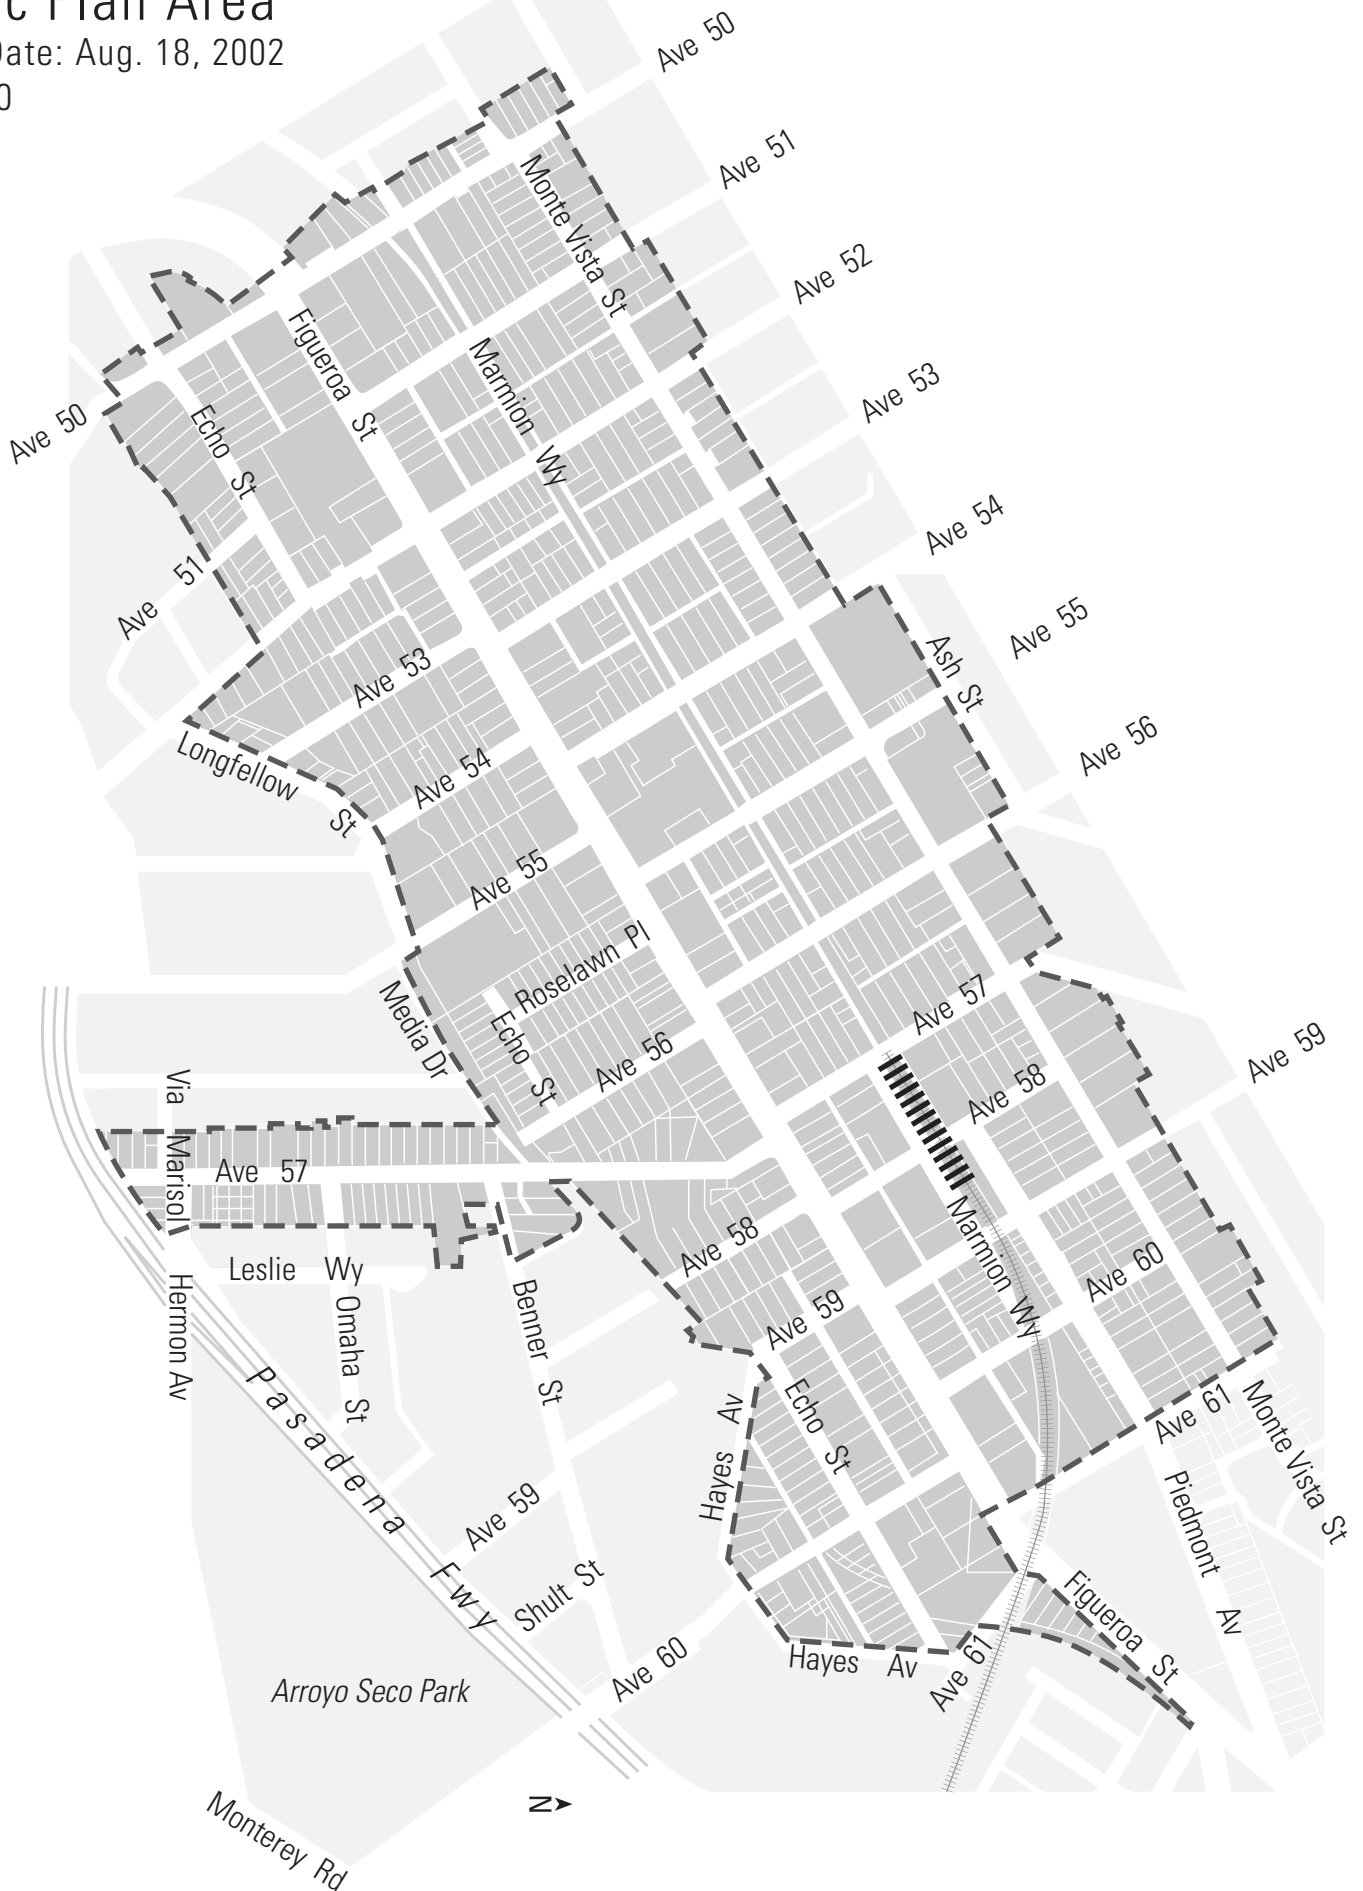 c Plan Area
Date: Aug. 18, 2002
0
Ave 50
Ave 51
Ave 52
Ave 53
Ave 54
Ave 55
Ave 56
Ave 59
Monte Vista St
Figueroa St
Marmion Wy
Echo St
Ave 50
Ave 51
Ash St
Ave 53
Longfellow St
Ave 54
Ave 55
Roselawn Pl
Media Dr
Echo St
Ave 56
Ave 57
Ave 58
Via Marisol
Ave 57
Leslie Wy
Hermon Av
Omaha St
Benner St
Ave 58
Ave 59
Marmion Wy
Ave 60
Echo St
Hayes Av
Ave 61
Monte Vista St
Piedmont Av
Pasadena Fwy
Ave 59
Shult St
Ave 60
Hayes Av
Ave 61
Figueroa St
Arroyo Seco Park
N
Monterey Rd